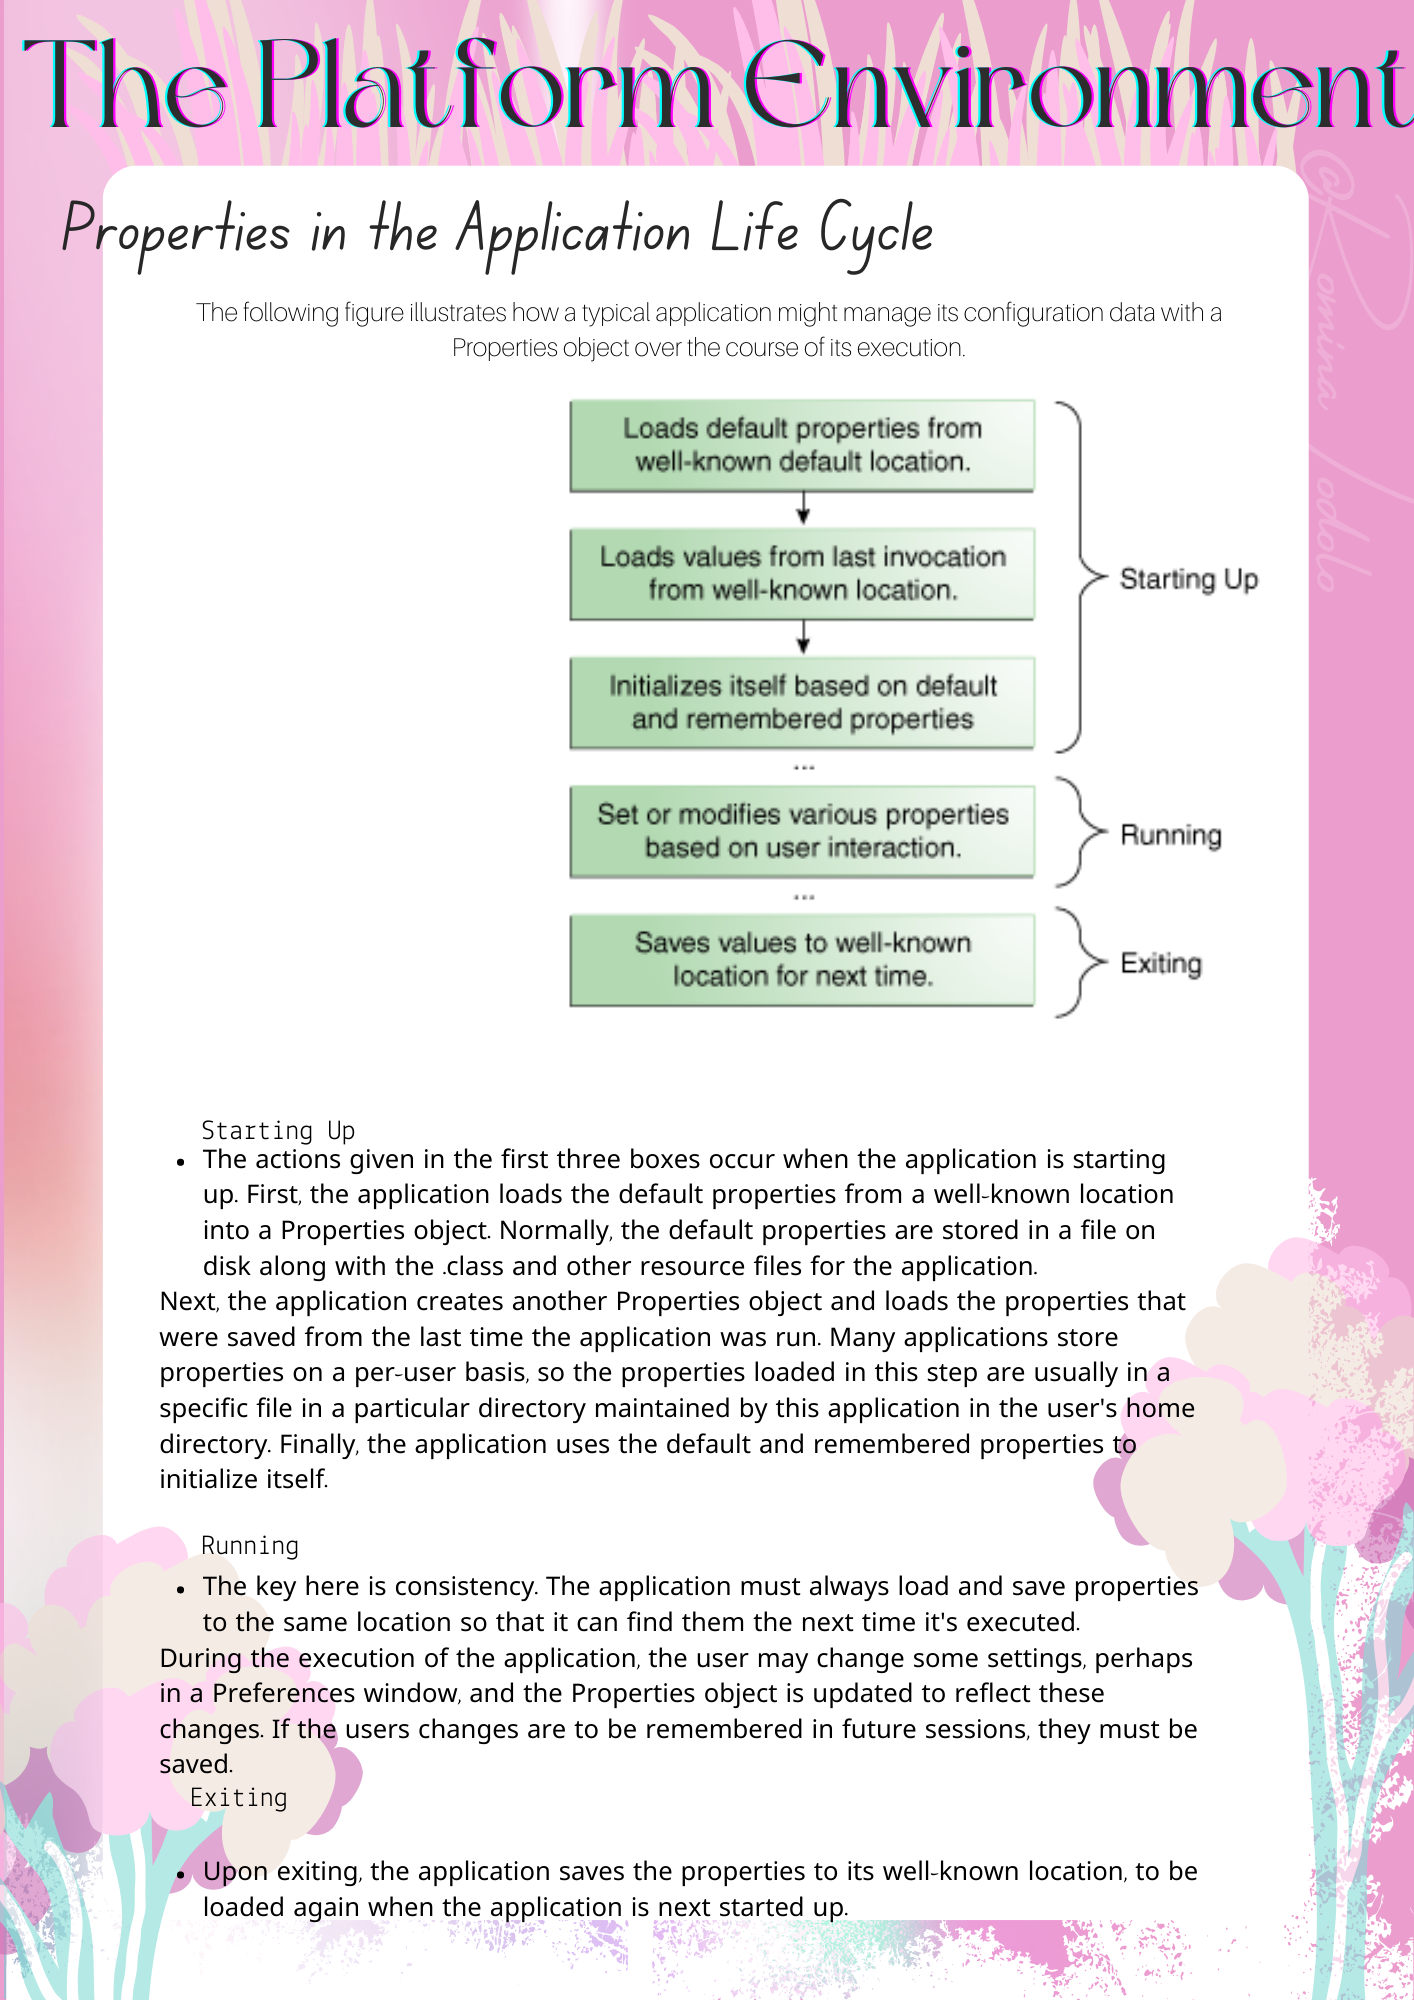 The Platform Environment
Properties in the Application Life Cycle
The following figure illustrates how a typical application might manage its configuration data with a
Properties object over the course of its execution.
Loads default properties from
well-known default location.
Loads values from last invocation
from well-known location.
Initializes itself based on default
and remembered properties
Starting Up
...
Set or modifies various properties
based on user interaction.
Running
...
Saves values to well-known
location for next time.
Exiting
Starting Up
• The actions given in the first three boxes occur when the application is starting
up. First, the application loads the default properties from a well-known location
into a Properties object. Normally, the default properties are stored in a file on
disk along with the .class and other resource files for the application.
Next, the application creates another Properties object and loads the properties that
were saved from the last time the application was run. Many applications store
properties on a per-user basis, so the properties loaded in this step are usually in a
specific file in a particular directory maintained by this application in the user's home
directory. Finally, the application uses the default and remembered properties to
initialize itself.
Running
• The key here is consistency. The application must always load and save properties
to the same location so that it can find them the next time it's executed.
During the execution of the application, the user may change some settings, perhaps
in a Preferences window, and the Properties object is updated to reflect these
changes. If the users changes are to be remembered in future sessions, they must be
saved.
Exiting
• Upon exiting, the application saves the properties to its well-known location, to be
loaded again when the application is next started up.
@Romina